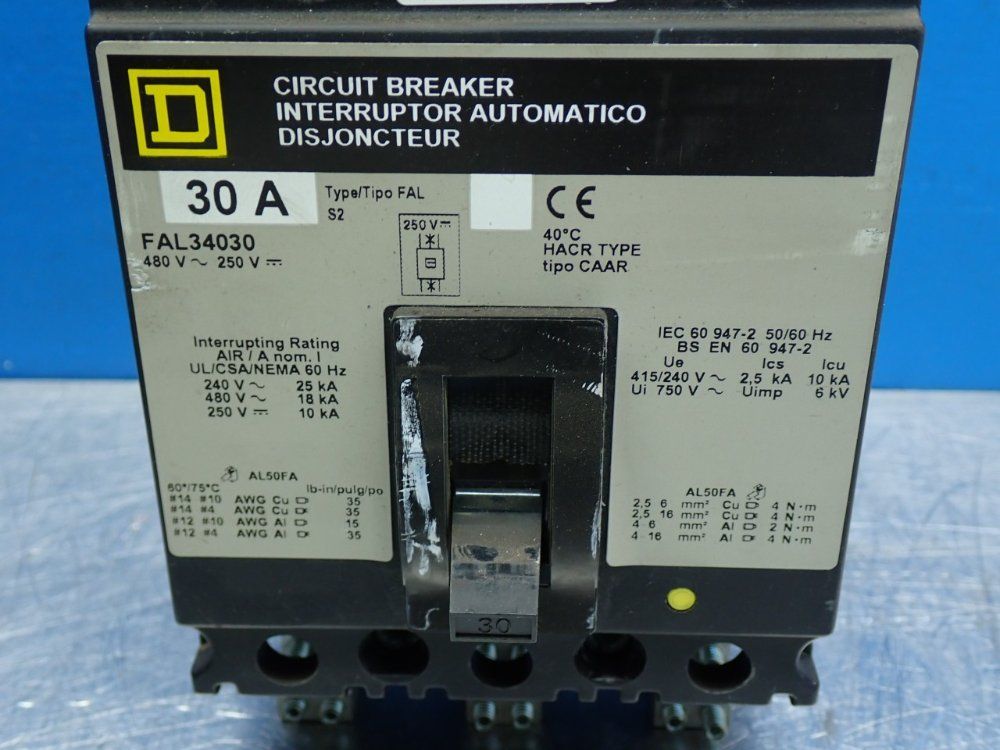 D
CIRCUIT BREAKER
INTERRUPTOR AUTOMATICO
DISJONCTEUR
30 A
Type/Tipo FAL
S2
CE
FAL34030
480 V ~ 250 V ⎓
250 V ⎓
40°C
HACR TYPE
tipo CAAR
Interrupting Rating
AIR / A nom. I
UL/CSA/NEMA 60 Hz
240 V ~ 25 kA
480 V ~ 18 kA
250 V ⎓ 10 kA
IEC 60 947-2 50/60 Hz
BS EN 60 947-2
Ue Ics Icu
415/240 V ~ 2,5 kA 10 kA
Ui 750 V ~ Uimp 6 kV
AL50FA
60°/75°C lb-in/pulg/po
#14 #10 AWG Cu 35
#14 #4 AWG Cu 35
#12 #10 AWG Al 15
#12 #4 AWG Al 35
AL50FA
2,5 6 mm² Cu 4 N·m
2,5 16 mm² Cu 4 N·m
4-6 mm² Al 2 N·m
4-16 mm² Al 4 N·m
30